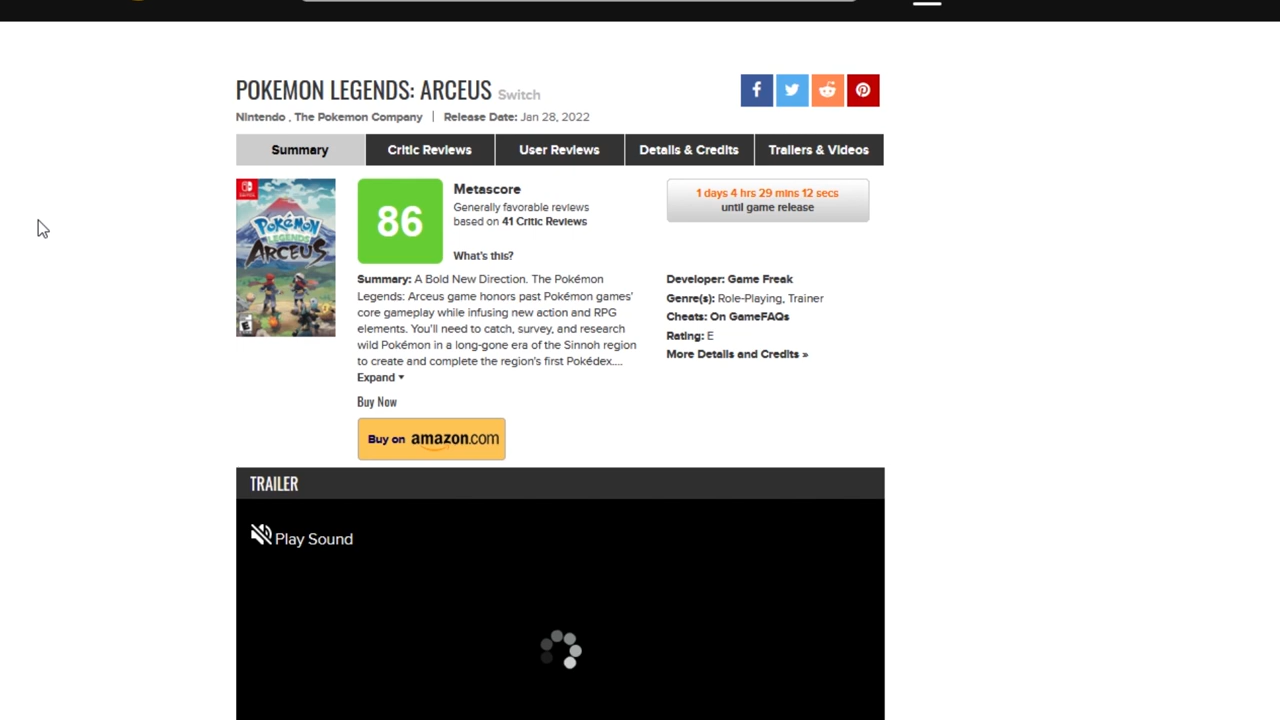 POKEMON LEGENDS: ARCEUS Switch
Nintendo , The Pokemon Company | Release Date: Jan 28, 2022
Summary
Critic Reviews
User Reviews
Details & Credits
Trailers & Videos
POKÉMON
LEGENDS
ARCEUS
E
86
Metascore
Generally favorable reviews
based on 41 Critic Reviews
What's this?
1 days 4 hrs 29 mins 12 secs
until game release
Summary: A Bold New Direction. The Pokémon
Legends: Arceus game honors past Pokémon games'
core gameplay while infusing new action and RPG
elements. You'll need to catch, survey, and research
wild Pokémon in a long-gone era of the Sinnoh region
to create and complete the region's first Pokédex....
Expand
Developer: Game Freak
Genre(s): Role-Playing, Trainer
Cheats: On GameFAQs
Rating: E
More Details and Credits »
Buy Now
Buy on amazon.com
TRAILER
Play Sound